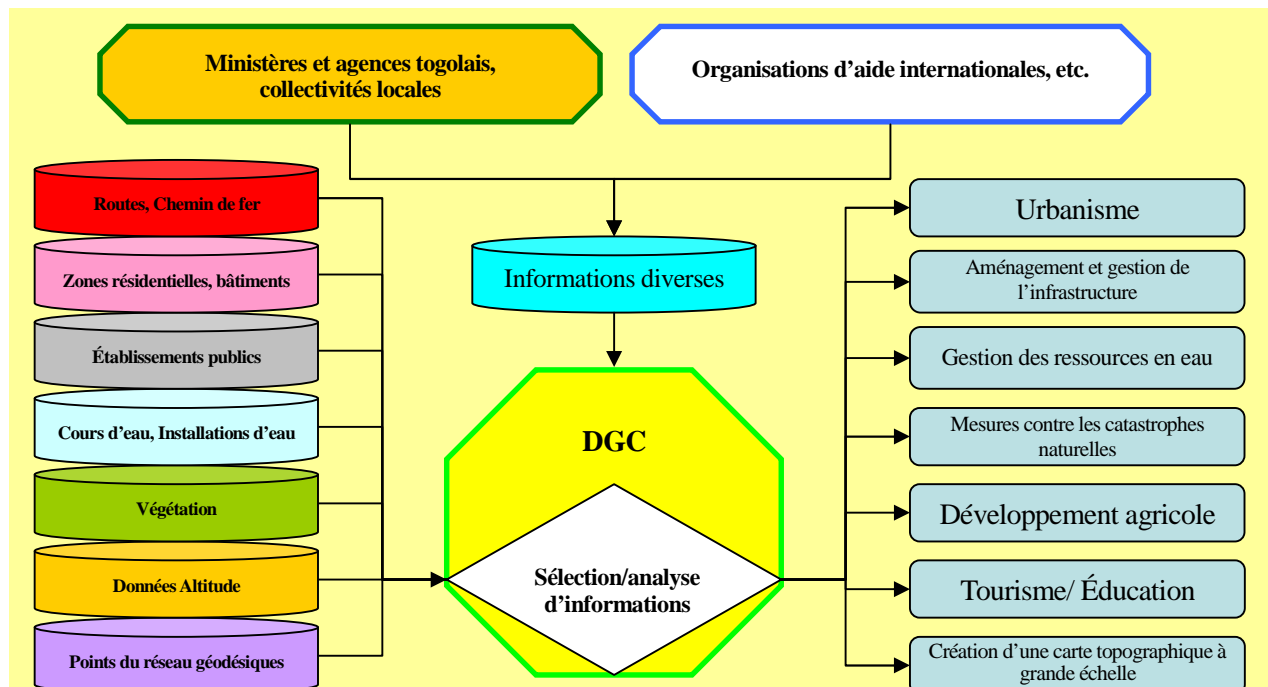 Ministères et agences togolais,
collectivités locales
Organisations d'aide internationales, etc.
Routes, Chemin de fer
Zones résidentielles, bâtiments
Établissements publics
Cours d'eau, Installations d'eau
Végétation
Données Altitude
Points du réseau géodésiques
Informations diverses
DGC
Sélection/analyse
d'informations
Urbanisme
Aménagement et gestion de
l'infrastructure
Gestion des ressources en eau
Mesures contre les catastrophes
naturelles
Développement agricole
Tourisme/ Éducation
Création d'une carte topographique à
grande échelle